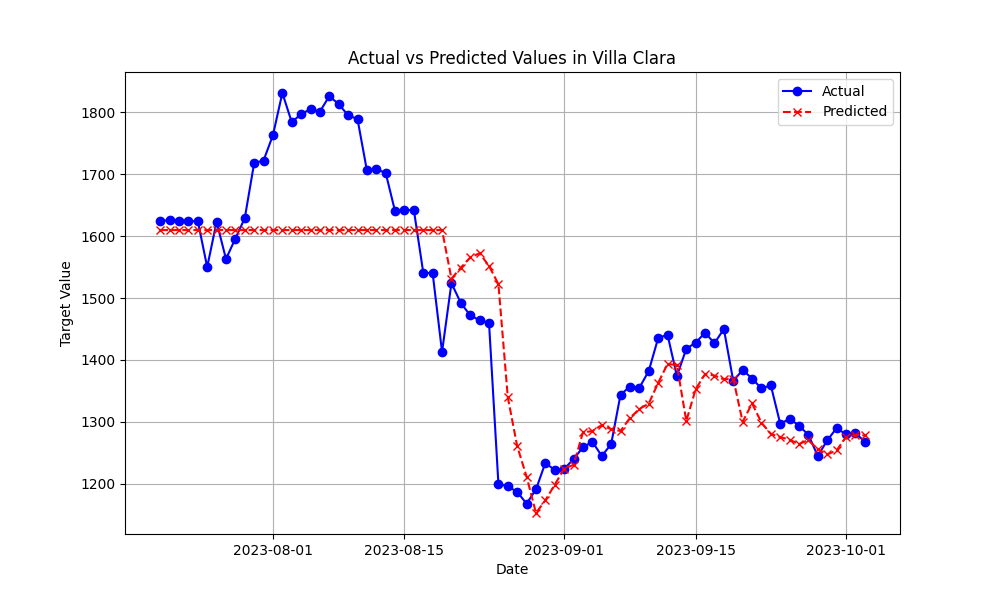 Actual vs Predicted Values in Villa Clara
Actual
Predicted
Target Value
1800
1700
1600
1500
1400
1300
1200
2023-08-01
2023-08-15
2023-09-01
2023-09-15
2023-10-01
Date